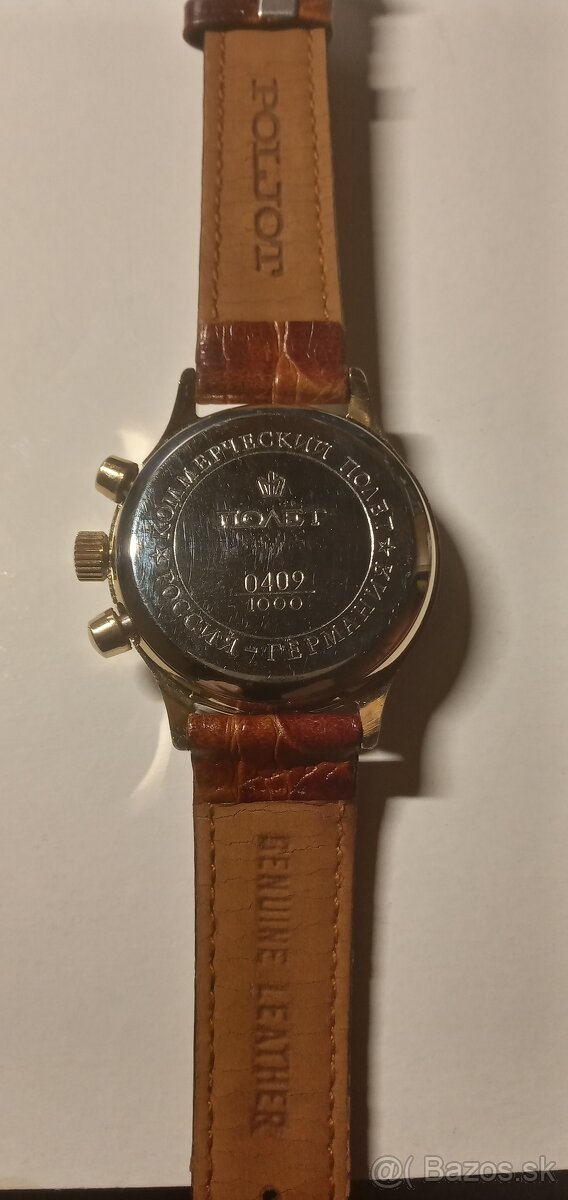 POLJOT
★ КОММЕРЧЕСКИЙ ПОЛЕТ ★
ПОЛЕТ
0409
1000
РОССИЯ - ГЕРМАНИЯ
GENUINE LEATHER
@( Bazos.sk